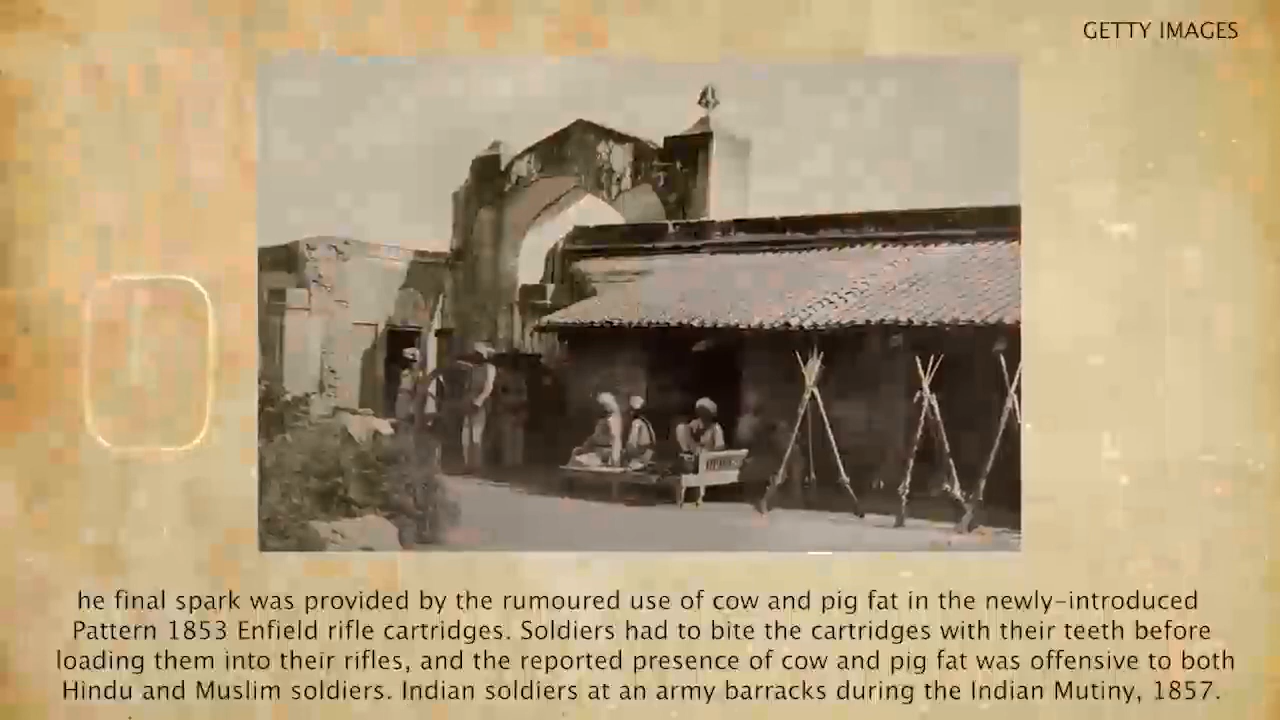 GETTY IMAGES
he final spark was provided by the rumoured use of cow and pig fat in the newly-introduced
Pattern 1853 Enfield rifle cartridges. Soldiers had to bite the cartridges with their teeth before
loading them into their rifles, and the reported presence of cow and pig fat was offensive to both
Hindu and Muslim soldiers. Indian soldiers at an army barracks during the Indian Mutiny, 1857.